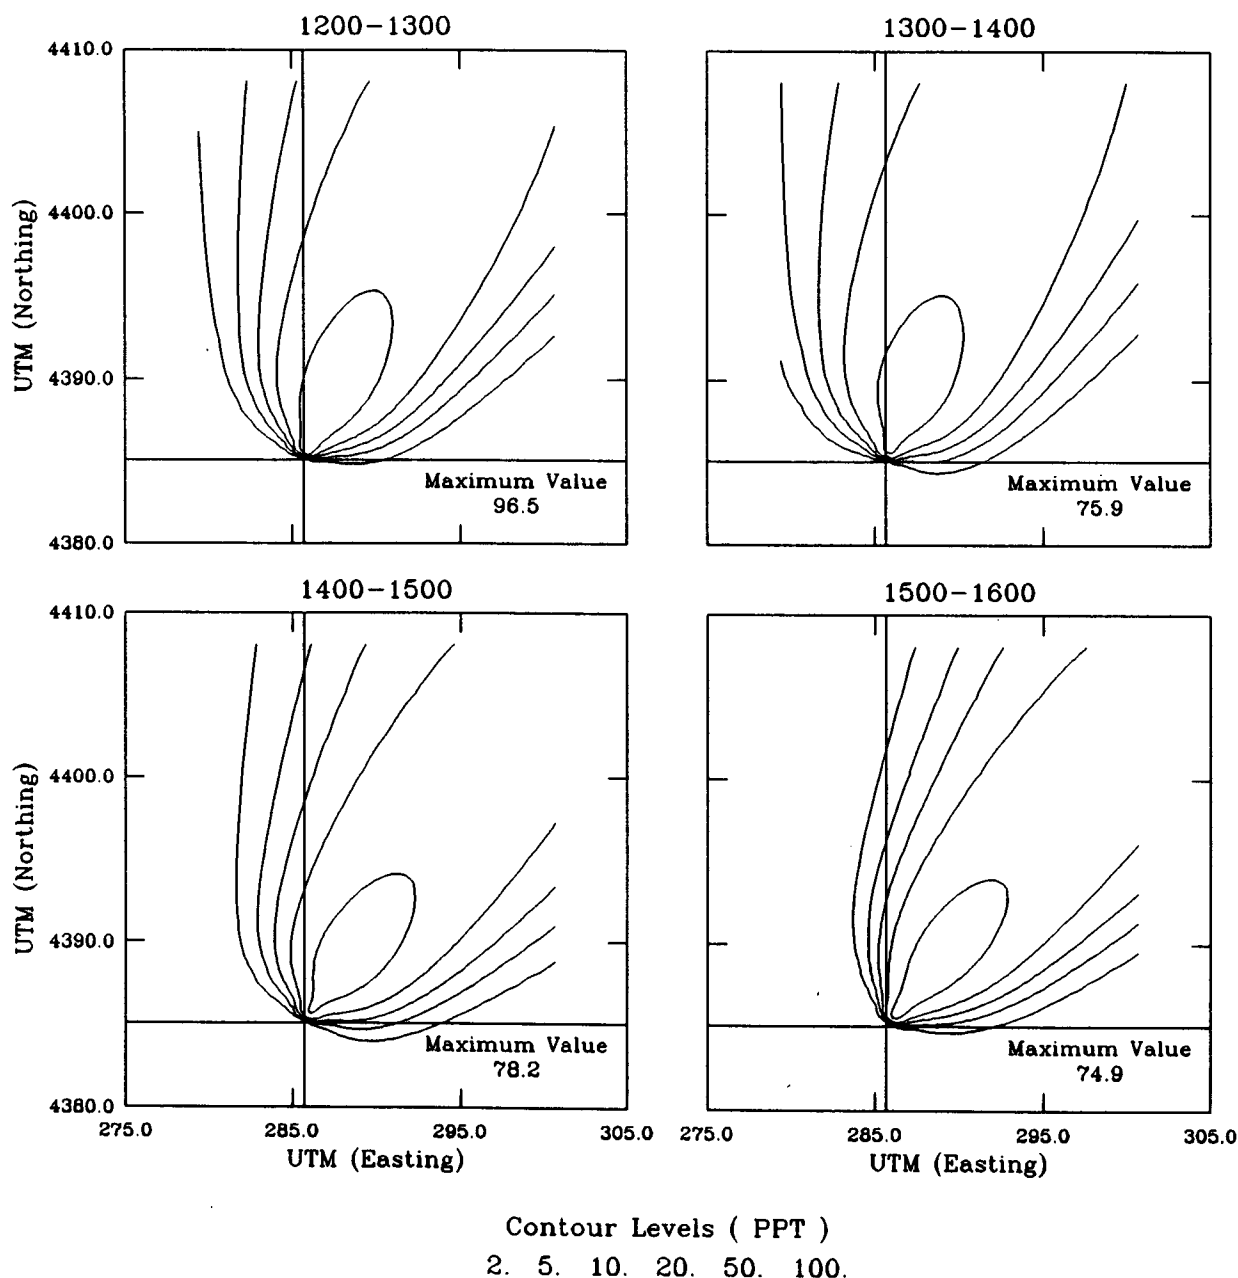 1200-1300
1300-1400
4410.0
4400.0
4390.0
4380.0
UTM (Northing)
Maximum Value
96.5
Maximum Value
75.9
1400-1500
1500-1600
4410.0
4400.0
4390.0
4380.0
UTM (Northing)
Maximum Value
78.2
Maximum Value
74.9
275.0 285.0 295.0 305.0 275.0 285.0 295.0 305.0
UTM (Easting)
UTM (Easting)
Contour Levels ( PPT )
2. 5. 10. 20. 50. 100.